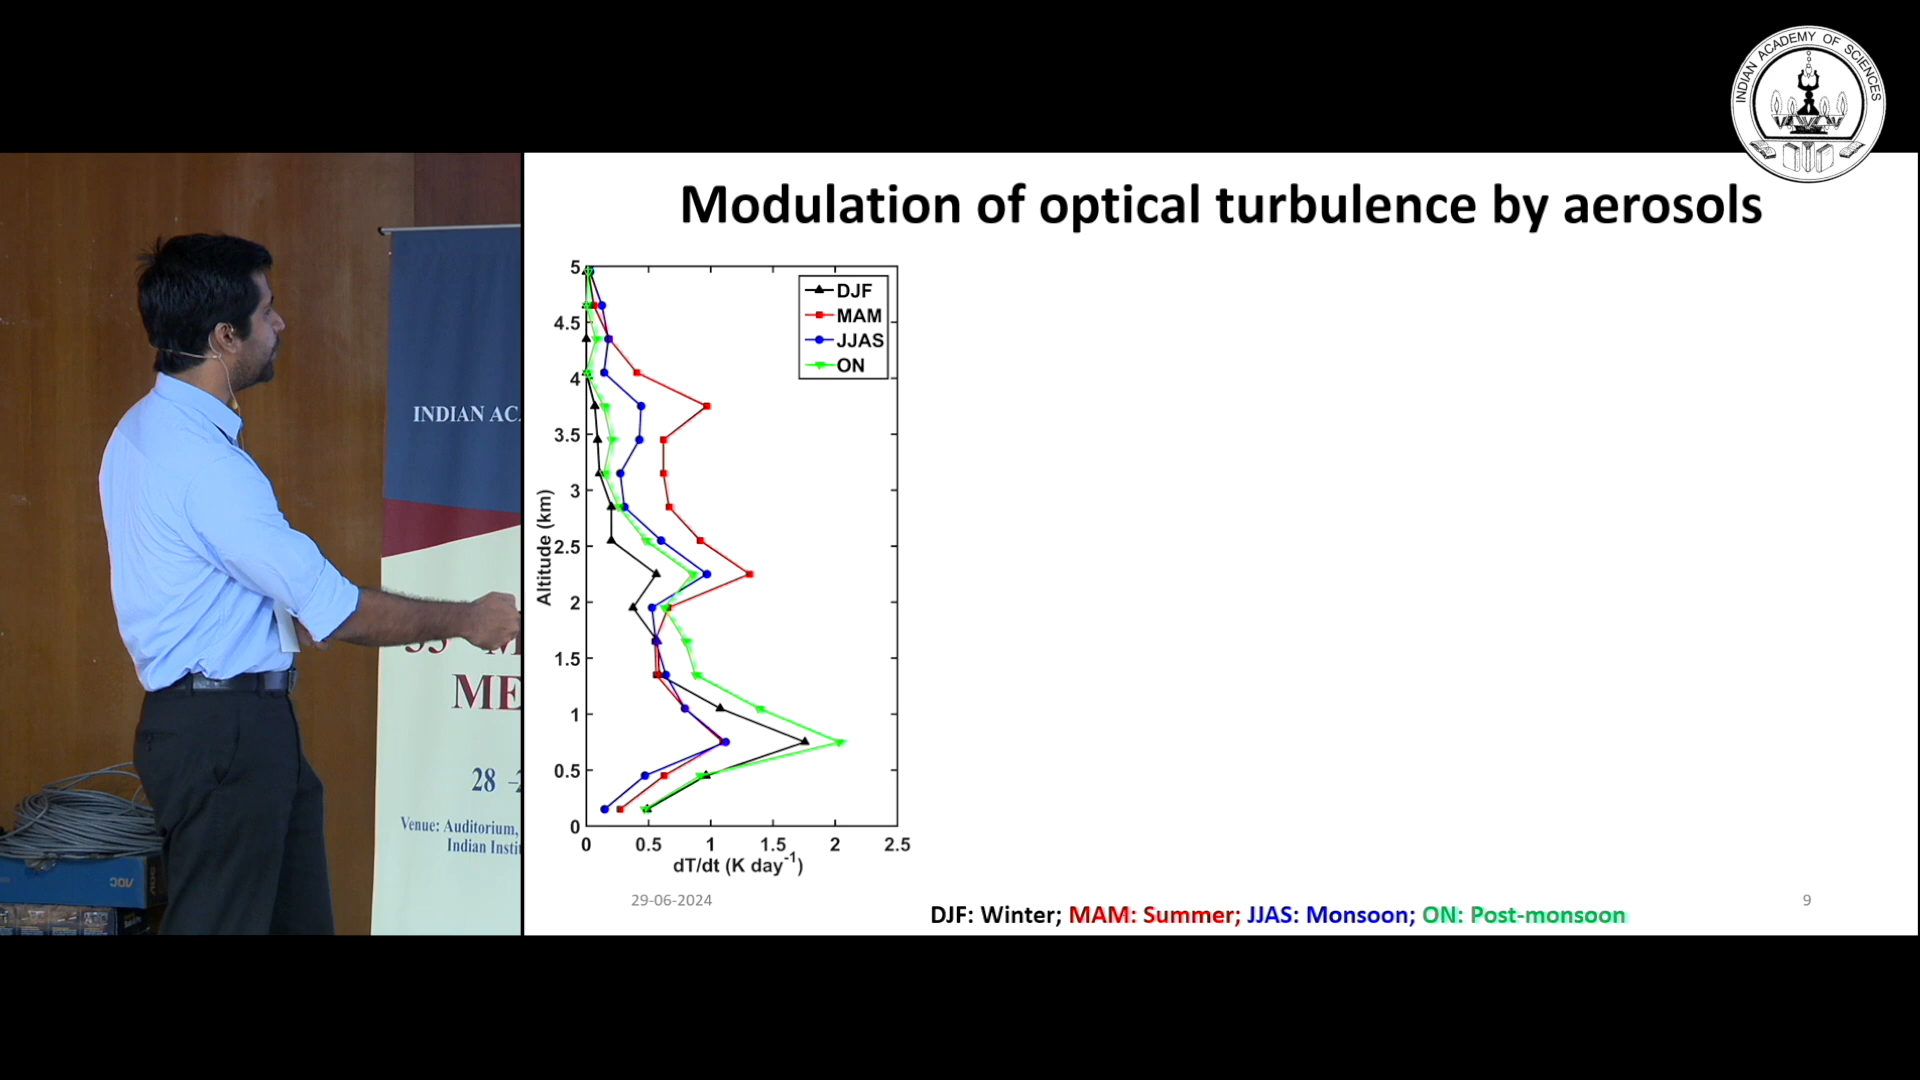 INDIAN ACADEMY OF SCIENCES
Modulation of optical turbulence by aerosols
5
4.5
4
3.5
3
2.5
2
1.5
1
0.5
0
Altitude (km)
DJF
MAM
JJAS
ON
0 0.5 1 1.5 2 2.5
dT/dt (K day-1)
29-06-2024
DJF: Winter; MAM: Summer; JJAS: Monsoon; ON: Post-monsoon
9
INDIAN AC
ME
28
Venue: Auditorium,
Indian Instit
AOC